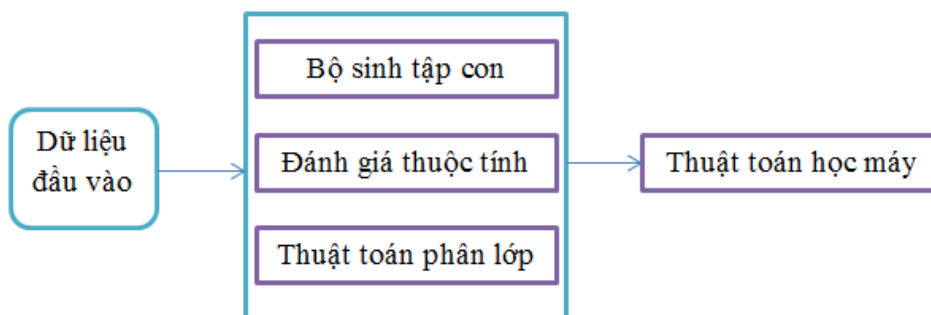 Dữ liệu
đầu vào
Bộ sinh tập con
Đánh giá thuộc tính
Thuật toán phân lớp
Thuật toán học máy